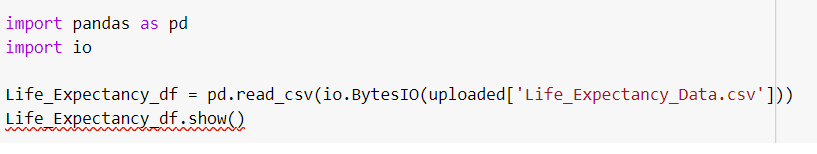 import pandas as pd
import io
Life_Expectancy_df = pd.read_csv(io.BytesIO(uploaded['Life_Expectancy_Data.csv']))
Life_Expectancy_df.show()